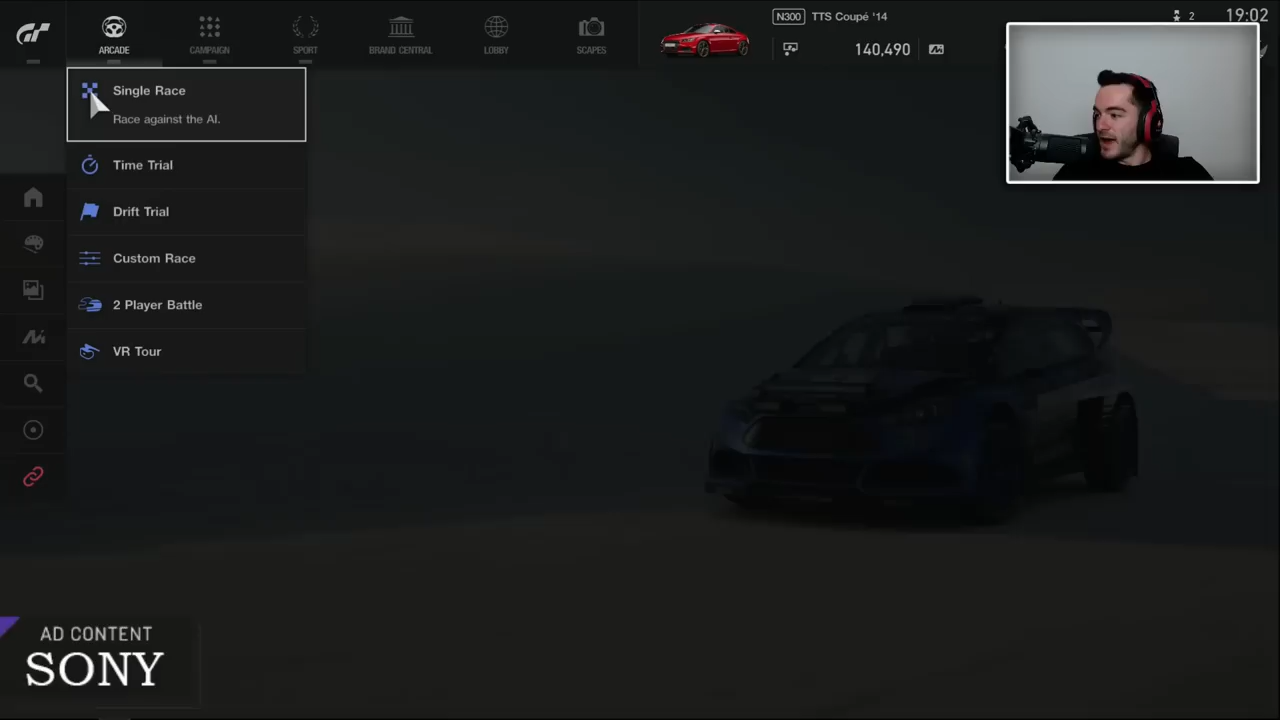 ARCADE
CAMPAIGN
SPORT
BRAND CENTRAL
LOBBY
SCAPES
N300 TTS Coupé '14
140,490
2
19:02
Single Race
Race against the AI.
Time Trial
Drift Trial
Custom Race
2 Player Battle
VR Tour
AD CONTENT
SONY